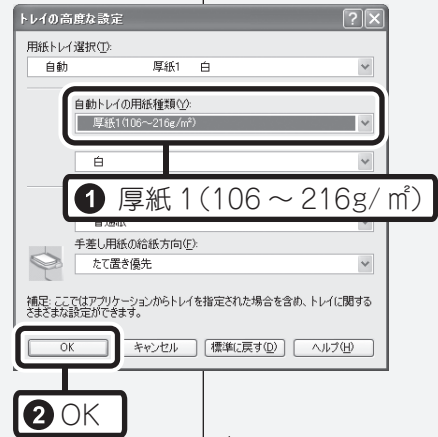 トレイの高度な設定
用紙トレイ選択(T):
自動 厚紙1 白
自動トレイの用紙種類(Y):
厚紙1(106～216g/㎡)
白
❶ 厚紙1(106～216g/㎡)
普通紙
手差し用紙の給紙方向(F):
たて置き優先
補足: ここではアプリケーションからトレイを指定された場合を含め、トレイに関する
さまざまな設定ができます。
OK キャンセル 標準に戻す(D) ヘルプ(H)
❷ OK